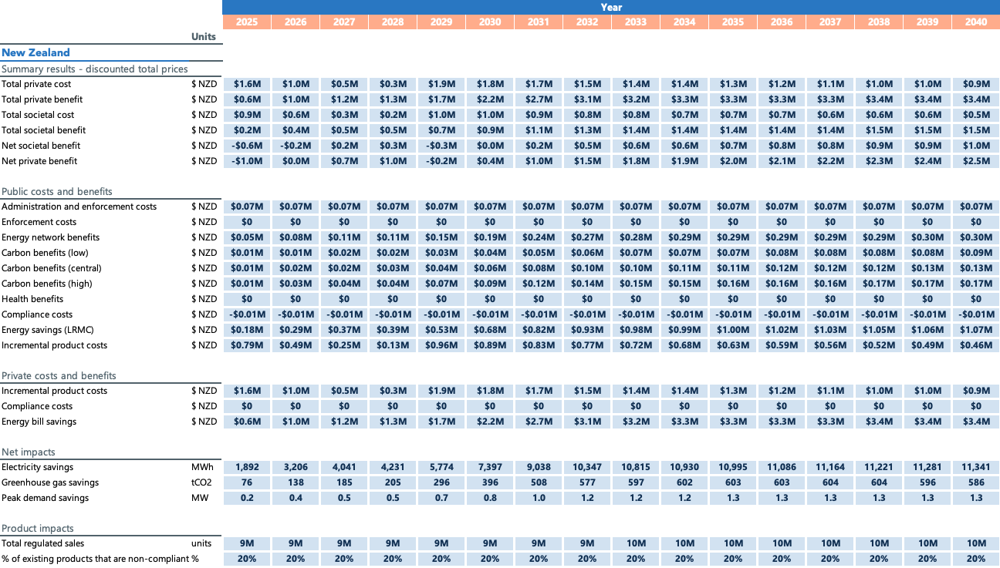 Year
2025 2026 2027 2028 2029 2030 2031 2032 2033 2034 2035 2036 2037 2038 2039 2040
Units
New Zealand
Summary results - discounted total prices
Total private cost $ NZD $1.6M $1.0M $0.5M $0.3M $1.9M $1.8M $1.7M $1.5M $1.4M $1.4M $1.3M $1.2M $1.1M $1.0M $1.0M $0.9M
Total private benefit $ NZD $0.6M $1.0M $1.2M $1.3M $1.7M $2.2M $2.7M $3.1M $3.2M $3.3M $3.3M $3.3M $3.3M $3.4M $3.4M $3.4M
Total societal cost $ NZD $0.9M $0.6M $0.3M $0.2M $1.0M $1.0M $0.9M $0.8M $0.8M $0.7M $0.7M $0.7M $0.6M $0.6M $0.6M $0.5M
Total societal benefit $ NZD $0.2M $0.4M $0.5M $0.5M $0.7M $0.9M $1.1M $1.3M $1.4M $1.4M $1.4M $1.4M $1.4M $1.5M $1.5M $1.5M
Net societal benefit $ NZD -$0.6M -$0.2M $0.2M $0.3M -$0.3M $0.0M $0.2M $0.5M $0.6M $0.6M $0.7M $0.8M $0.8M $0.9M $0.9M $1.0M
Net private benefit $ NZD -$1.0M $0.0M $0.7M $1.0M -$0.2M $0.4M $1.0M $1.5M $1.8M $1.9M $2.0M $2.1M $2.2M $2.3M $2.4M $2.5M
Public costs and benefits
Administration and enforcement costs $ NZD $0.07M $0.07M $0.07M $0.07M $0.07M $0.07M $0.07M $0.07M $0.07M $0.07M $0.07M $0.07M $0.07M $0.07M $0.07M $0.07M
Enforcement costs $ NZD $0 $0 $0 $0 $0 $0 $0 $0 $0 $0 $0 $0 $0 $0 $0 $0
Energy network benefits $ NZD $0.05M $0.08M $0.11M $0.11M $0.15M $0.19M $0.24M $0.27M $0.28M $0.29M $0.29M $0.29M $0.29M $0.29M $0.30M $0.30M
Carbon benefits (low) $ NZD $0.01M $0.01M $0.02M $0.02M $0.03M $0.04M $0.05M $0.06M $0.07M $0.07M $0.07M $0.08M $0.08M $0.08M $0.08M $0.09M
Carbon benefits (central) $ NZD $0.01M $0.02M $0.02M $0.03M $0.04M $0.06M $0.08M $0.10M $0.10M $0.11M $0.11M $0.12M $0.12M $0.12M $0.13M $0.13M
Carbon benefits (high) $ NZD $0.01M $0.03M $0.04M $0.04M $0.07M $0.09M $0.12M $0.14M $0.15M $0.15M $0.16M $0.16M $0.16M $0.17M $0.17M $0.17M
Health benefits $ NZD $0 $0 $0 $0 $0 $0 $0 $0 $0 $0 $0 $0 $0 $0 $0 $0
Compliance costs $ NZD -$0.01M -$0.01M -$0.01M -$0.01M -$0.01M -$0.01M -$0.01M -$0.01M -$0.01M -$0.01M -$0.01M -$0.01M -$0.01M -$0.01M -$0.01M -$0.01M
Energy savings (LRMC) $ NZD $0.18M $0.29M $0.37M $0.39M $0.53M $0.68M $0.82M $0.93M $0.98M $0.99M $1.00M $1.02M $1.03M $1.05M $1.06M $1.07M
Incremental product costs $ NZD $0.79M $0.49M $0.25M $0.13M $0.96M $0.89M $0.83M $0.77M $0.72M $0.68M $0.63M $0.59M $0.56M $0.52M $0.49M $0.46M
Private costs and benefits
Incremental product costs $ NZD $1.6M $1.0M $0.5M $0.3M $1.9M $1.8M $1.7M $1.5M $1.4M $1.4M $1.3M $1.2M $1.1M $1.0M $1.0M $0.9M
Compliance costs $ NZD $0 $0 $0 $0 $0 $0 $0 $0 $0 $0 $0 $0 $0 $0 $0 $0
Energy bill savings $ NZD $0.6M $1.0M $1.2M $1.3M $1.7M $2.2M $2.7M $3.1M $3.2M $3.3M $3.3M $3.3M $3.3M $3.4M $3.4M $3.4M
Net impacts
Electricity savings MWh 1,892 3,206 4,041 4,231 5,774 7,397 9,038 10,347 10,815 10,930 10,995 11,086 11,164 11,221 11,281 11,341
Greenhouse gas savings tCO2 76 138 185 205 296 396 508 577 597 602 603 603 604 604 596 586
Peak demand savings MW 0.2 0.4 0.5 0.5 0.7 0.8 1.0 1.2 1.2 1.2 1.3 1.3 1.3 1.3 1.3 1.3
Product impacts
Total regulated sales units 9M 9M 9M 9M 9M 9M 9M 9M 10M 10M 10M 10M 10M 10M 10M 10M
% of existing products that are non-compliant % 20% 20% 20% 20% 20% 20% 20% 20% 20% 20% 20% 20% 20% 20% 20% 20%